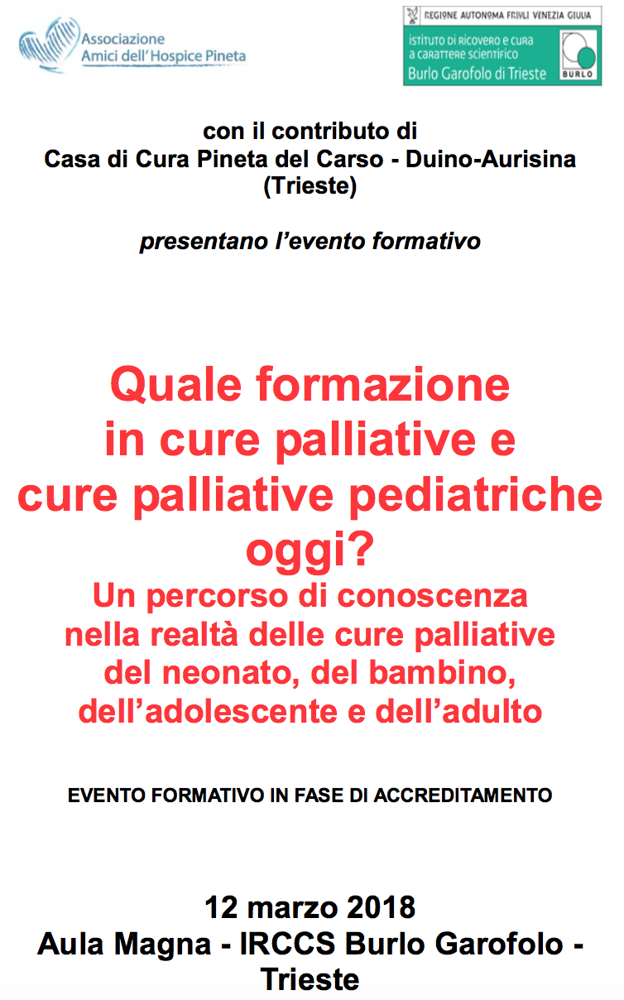 Associazione
Amici dell'Hospice Pineta
REGIONE AUTONOMA FRIULI VENEZIA GIULIA
ISTITUTO DI RICOVERO E CURA
A CARATTERE SCIENTIFICO
Burlo Garofolo di Trieste
BURLO
con il contributo di
Casa di Cura Pineta del Carso - Duino-Aurisina
(Trieste)
presentano l’evento formativo
Quale formazione
in cure palliative e
cure palliative pediatriche
oggi?
Un percorso di conoscenza
nella realtà delle cure palliative
del neonato, del bambino,
dell’adolescente e dell’adulto
EVENTO FORMATIVO IN FASE DI ACCREDITAMENTO
12 marzo 2018
Aula Magna - IRCCS Burlo Garofolo -
Trieste